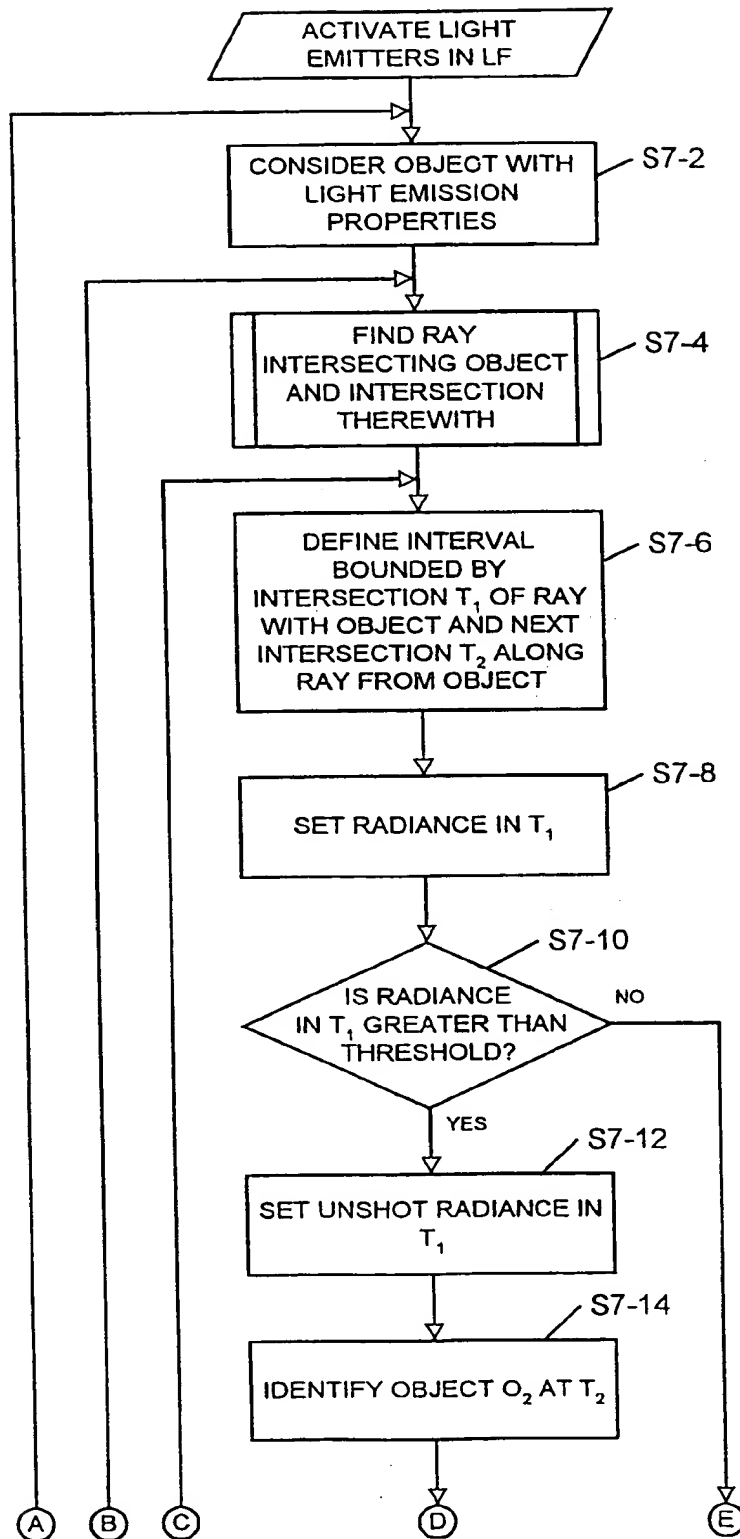 ACTIVATE LIGHT
EMITTERS IN LF
CONSIDER OBJECT WITH
LIGHT EMISSION
PROPERTIES
S7-2
FIND RAY
INTERSECTING OBJECT
AND INTERSECTION
THEREWITH
S7-4
DEFINE INTERVAL
BOUNDED BY
INTERSECTION T₁ OF RAY
WITH OBJECT AND NEXT
INTERSECTION T₂ ALONG
RAY FROM OBJECT
S7-6
SET RADIANCE IN T₁
S7-8
IS RADIANCE
IN T₁ GREATER THAN
THRESHOLD?
S7-10
NO
YES
SET UNSHOT RADIANCE IN
T₁
S7-12
IDENTIFY OBJECT O₂ AT T₂
S7-14
A B C D E